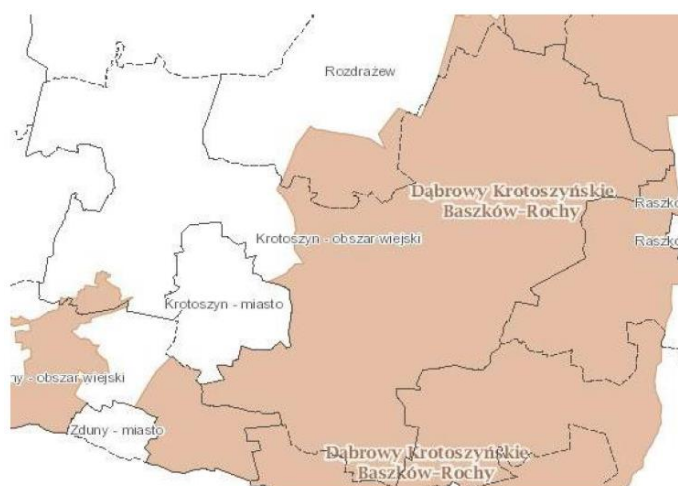 Rozdrażew
Dąbrowy Krotoszyńskie
Baszków-Rochy
Raszko
Krotoszyn - obszar wiejski
Raszko
Krotoszyn - miasto
ny - obszar wiejski
Zduny - miasto
Dąbrowy Krotoszyńskie
Baszków-Rochy